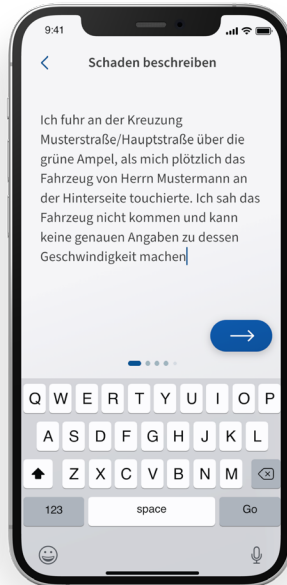 9:41
Schaden beschreiben
Ich fuhr an der Kreuzung
Musterstraße/Hauptstraße über die
grüne Ampel, als mich plötzlich das
Fahrzeug von Herrn Mustermann an
der Hinterseite touchierte. Ich sah das
Fahrzeug nicht kommen und kann
keine genauen Angaben zu dessen
Geschwindigkeit machen
Q W E R T Y U I O P
A S D F G H J K L
Z X C V B N M
123 space Go